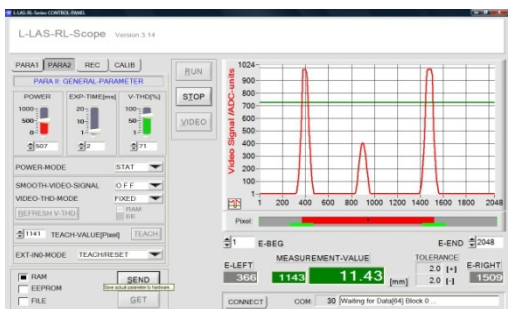 L-LAS-RL-Series CONTROL-PANEL
L-LAS-RL-Scope Version 3.14
PARA1 PARA2 REC CALIB
PARA II: GENERAL-PARAMETER
POWER EXP-TIME[ms] V-THD[%]
1000 20 100
500 10 50
0 1 1
507 2 71
POWER-MODE STAT
SMOOTH-VIDEO-SIGNAL OFF
VIDEO-THD-MODE FIXED
REFRESH V-THD RAM
EE
1141 TEACH-VALUE[Pixel] TEACH
EXT-IN0-MODE TEACH/RESET
RAM
EEPROM
FILE
SEND
Save actual parameter to hardware.
GET
RUN
STOP
VIDEO
Video Signal /ADC-units
1024
900
800
700
600
500
400
300
200
100
1
1 200 400 600 800 1000 1200 1400 1600 1800 2048
Pixel
1 E-BEG E-END 2048
E-LEFT MEASUREMENT-VALUE TOLERANCE E-RIGHT
366 1143 11.43 [mm] 2.0 [+] 1509
2.0 [-]
CONNECT COM: 30 Waiting for Data[64] Block 0 ..